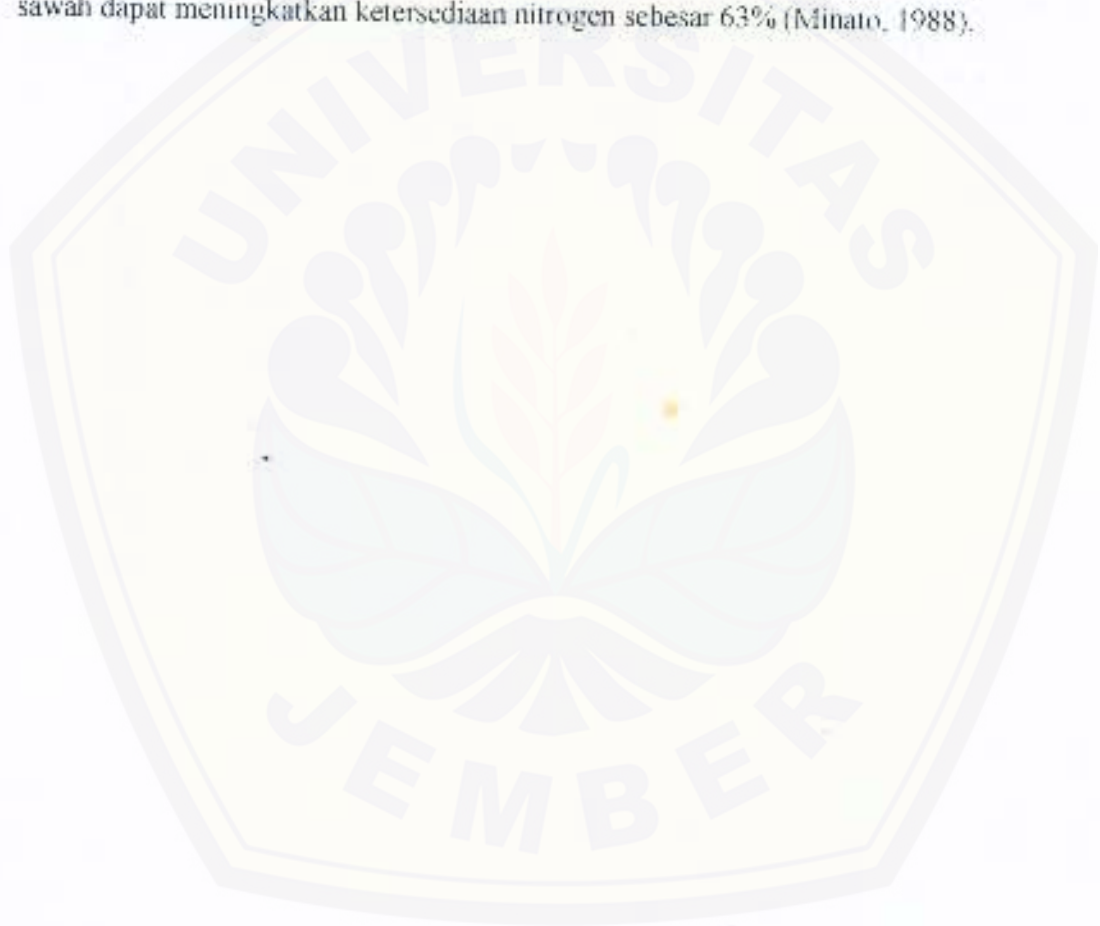 sawah dapat meningkatkan ketersediaan nitrogen sebesar 63% (Minato, 1988).
UNIVERSITAS
JEMBER